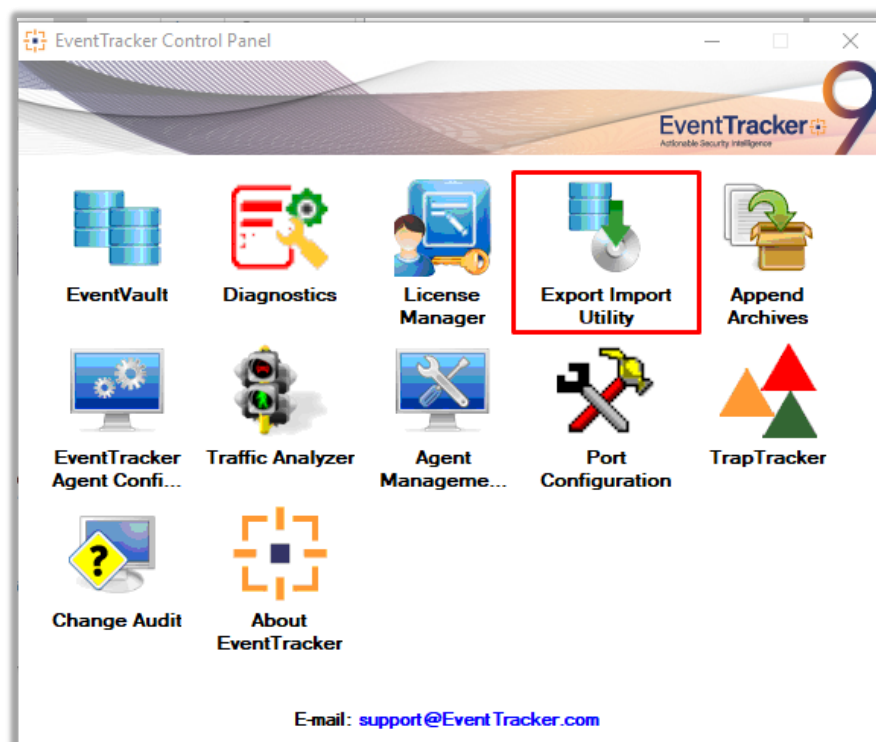 EventTracker Control Panel
EventTracker
Actionable Security Intelligence
9
EventVault
Diagnostics
License
Manager
Export Import
Utility
Append
Archives
EventTracker
Agent Confi...
Traffic Analyzer
Agent
Manageme...
Port
Configuration
TrapTracker
?
Change Audit
About
EventTracker
E-mail: support@EventTracker.com